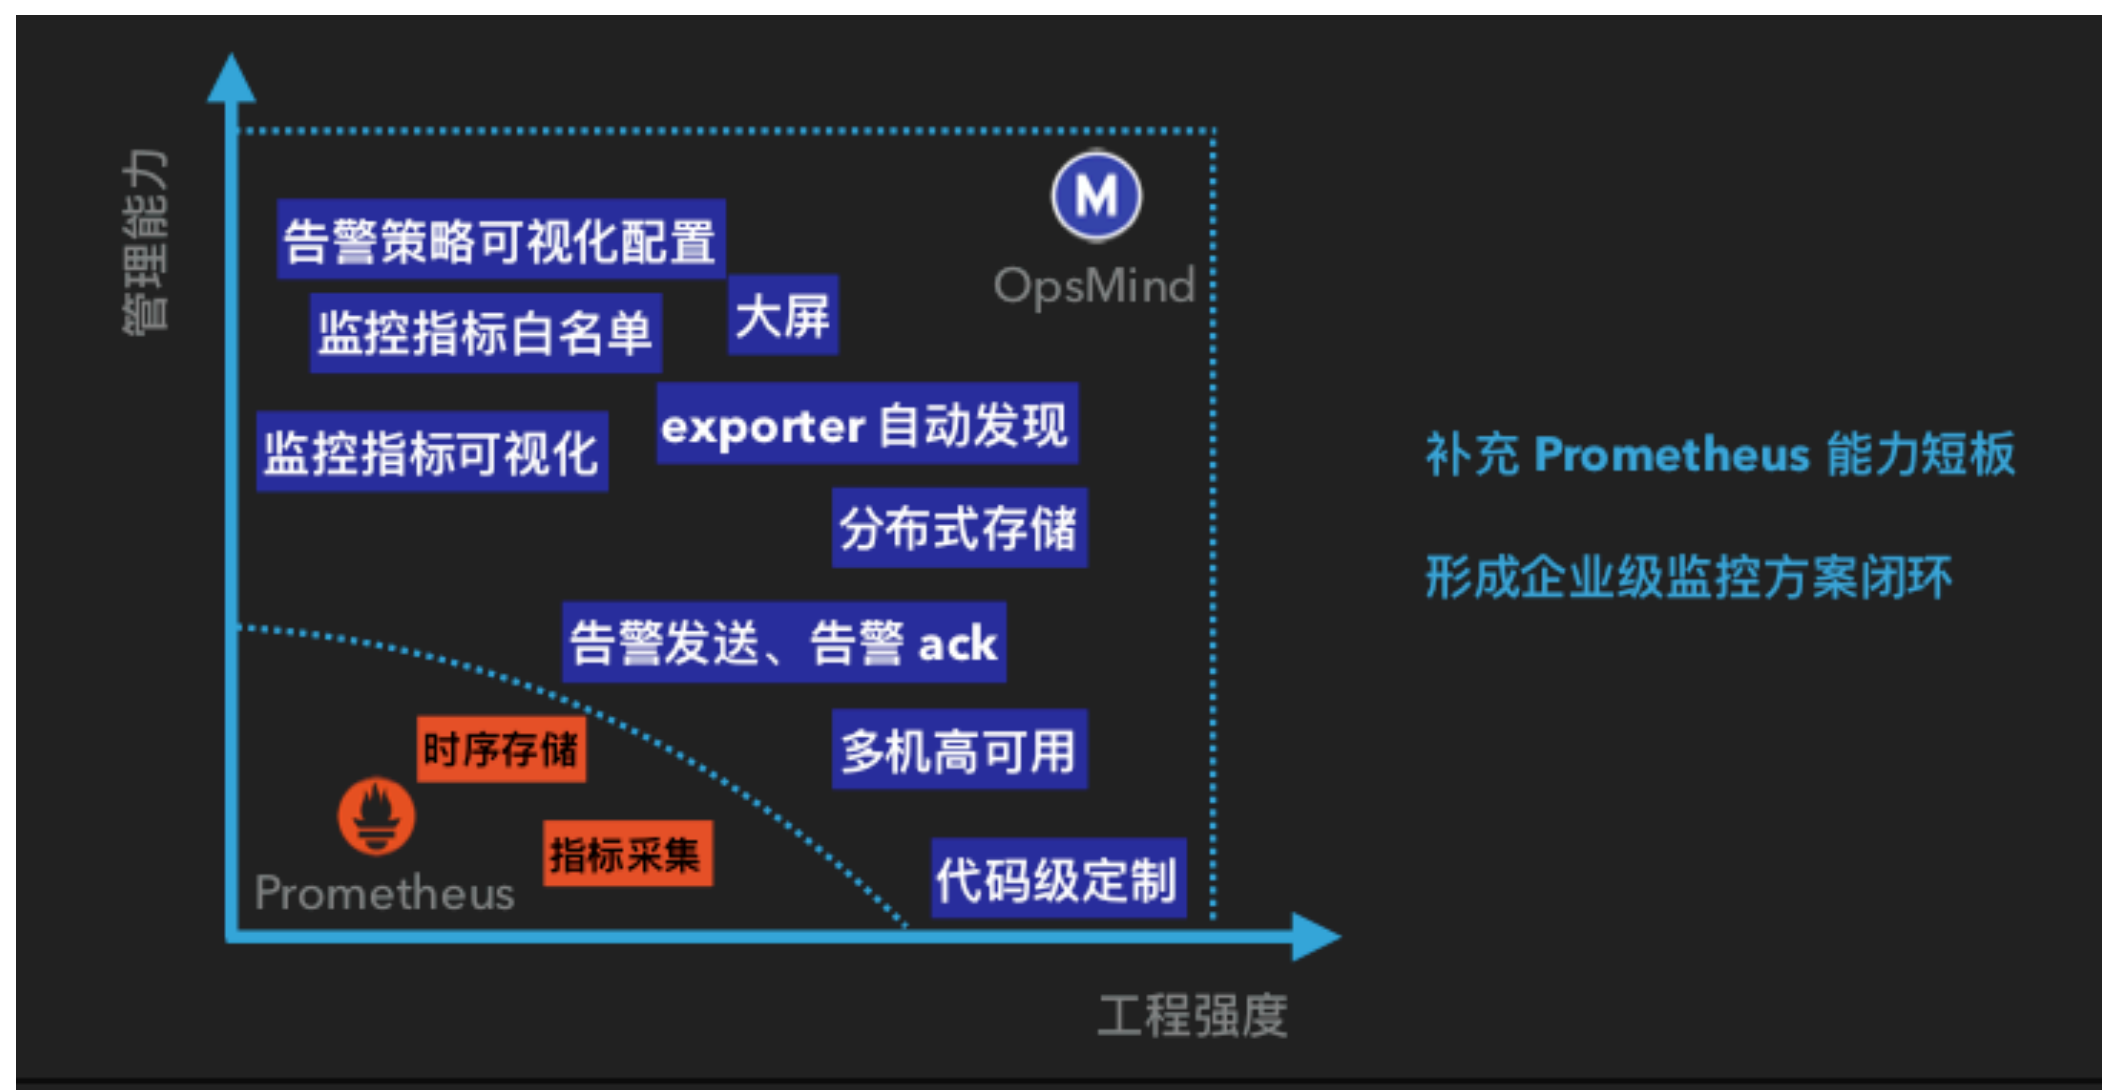 管理能力
M
OpsMind
告警策略可视化配置
大屏
监控指标白名单
exporter 自动发现
监控指标可视化
分布式存储
告警发送、告警 ack
多机高可用
时序存储
指标采集
Prometheus
代码级定制
工程强度
补充 Prometheus 能力短板
形成企业级监控方案闭环